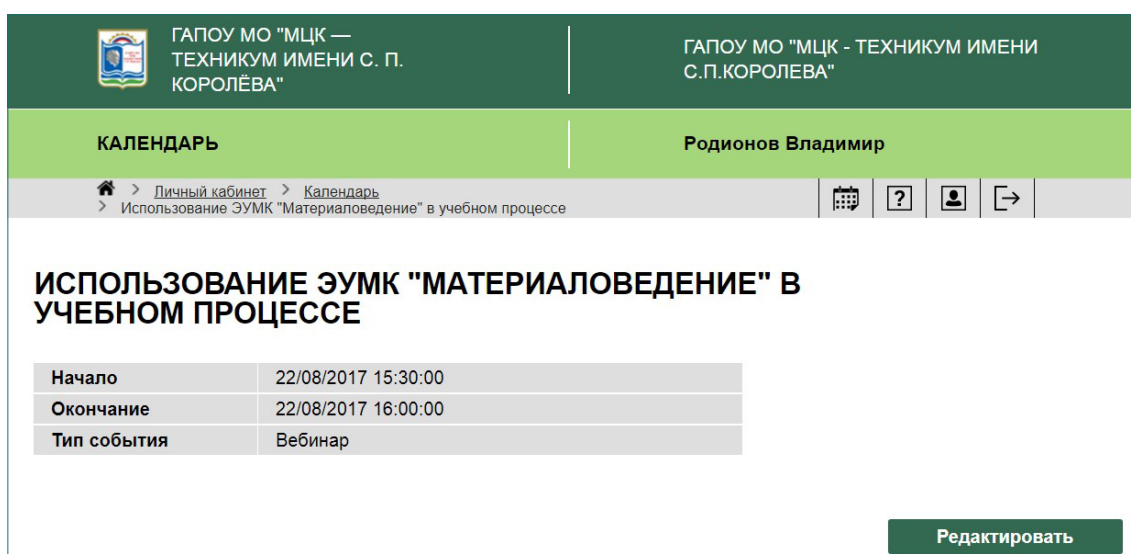 ГАПОУ МО "МЦК —
ТЕХНИКУМ ИМЕНИ С. П.
КОРОЛЁВА"
ГАПОУ МО "МЦК - ТЕХНИКУМ ИМЕНИ
С.П.КОРОЛЕВА"
КАЛЕНДАРЬ
Родионов Владимир
> Личный кабинет > Календарь
> Использование ЭУМК "Материаловедение" в учебном процессе
?
ИСПОЛЬЗОВАНИЕ ЭУМК "МАТЕРИАЛОВЕДЕНИЕ" В
УЧЕБНОМ ПРОЦЕССЕ
Начало 22/08/2017 15:30:00
Окончание 22/08/2017 16:00:00
Тип события Вебинар
Редактировать